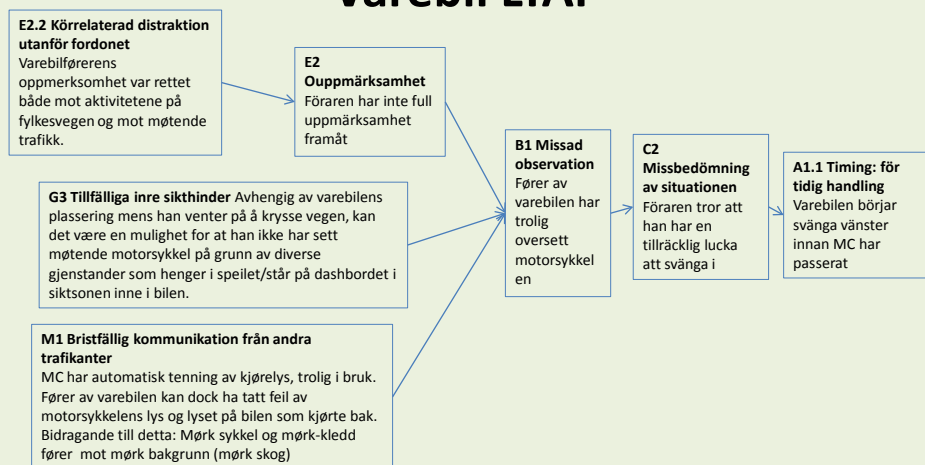 E2.2 Körrelaterad distraktion
utanför fordonet
Varebilførerens
oppmerksomhet var rettet
både mot aktivitetene på
fylkesvegen og mot møtende
trafikk.
E2
Ouppmärksamhet
Föraren har inte full
uppmärksamhet
framåt
G3 Tillfälliga inre sikthinder Avhengig av varebilens
plassering mens han venter på å krysse vegen, kan
det være en mulighet for at han ikke har sett
møtende motorsykkel på grunn av diverse
gjenstander som henger i speilet/står på dashbordet i
siktsonen inne i bilen.
M1 Bristfällig kommunikation från andra
trafikanter
MC har automatisk tenning av kjørelys, trolig i bruk.
Fører av varebilen kan dock ha tatt feil av
motorsykkelens lys og lyset på bilen som kjørte bak.
Bidragande till detta: Mørk sykkel og mørk-kledd
fører mot mørk bakgrunn (mørk skog)
B1 Missad
observation
Fører av
varebilen har
trolig
oversett
motorsykkel
en
C2
Missbedömning
av situationen
Föraren tror att
han har en
tillräcklig lucka
att svänga i
A1.1 Timing: för
tidig handling
Varebilen börjar
svänga vänster
innan MC har
passerat